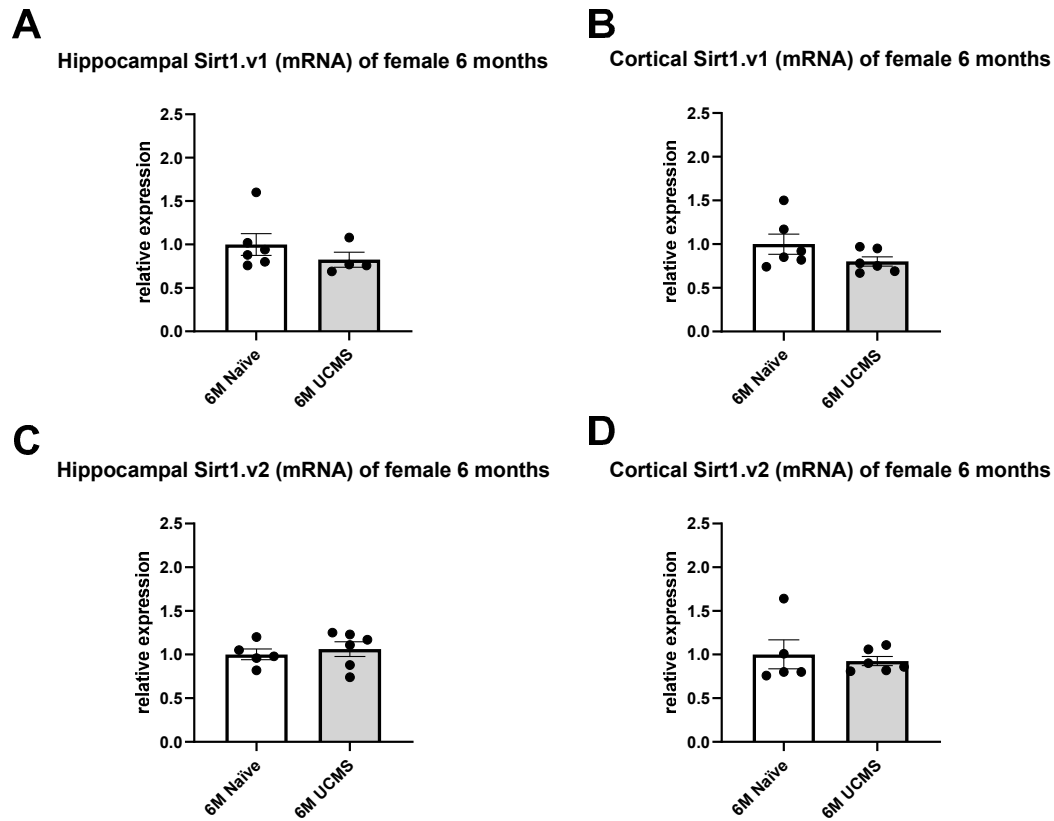 A
Hippocampal Sirt1.v1 (mRNA) of female 6 months
relative expression
2.5
2.0
1.5
1.0
0.5
0.0
6M Naïve
6M UCMS
B
Cortical Sirt1.v1 (mRNA) of female 6 months
relative expression
2.5
2.0
1.5
1.0
0.5
0.0
6M Naïve
6M UCMS
C
Hippocampal Sirt1.v2 (mRNA) of female 6 months
relative expression
2.5
2.0
1.5
1.0
0.5
0.0
6M Naïve
6M UCMS
D
Cortical Sirt1.v2 (mRNA) of female 6 months
relative expression
2.5
2.0
1.5
1.0
0.5
0.0
6M Naïve
6M UCMS